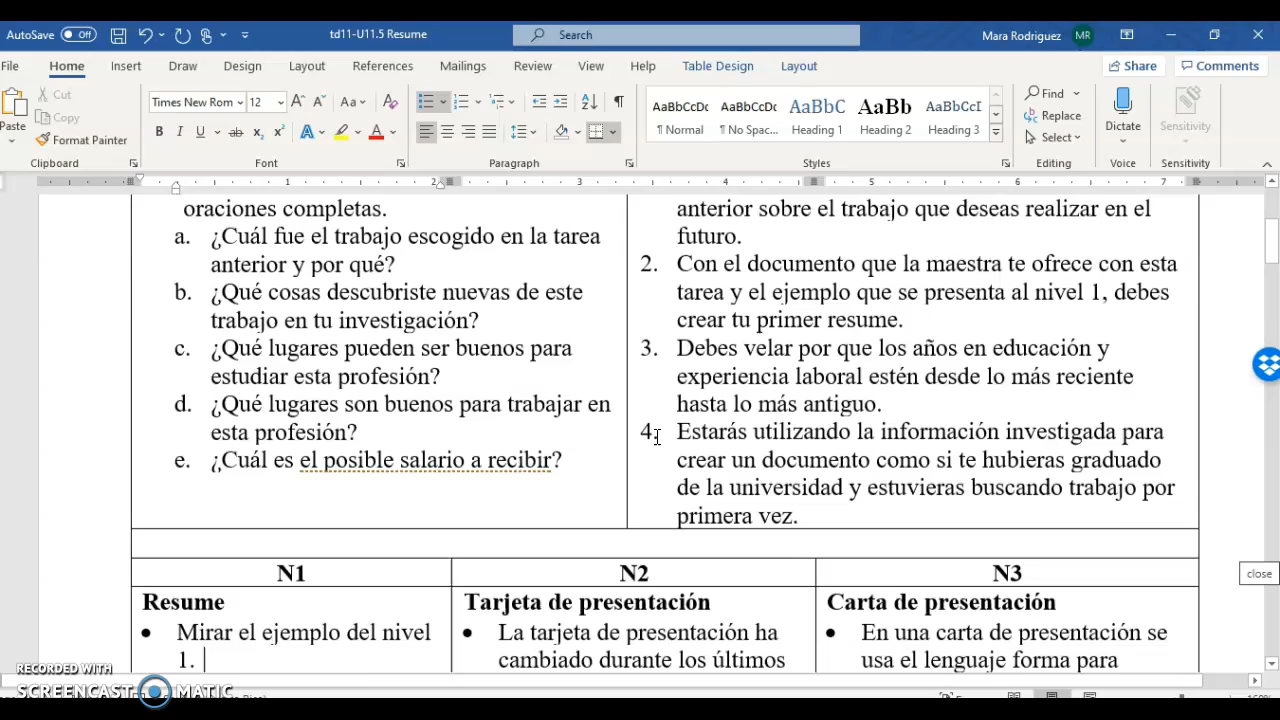 AutoSave Off td11-U11.5 Resume Search Mara Rodriguez MR
File Home Insert Draw Design Layout References Mailings Review View Help Table Design Layout Share Comments
Paste
Cut
Copy
Format Painter
Clipboard
Times New Rom 12
Font
Paragraph
AaBbCcDc AaBbCcDc AaBbC AaBb AaBbCcI
¶ Normal ¶ No Spac... Heading 1 Heading 2 Heading 3
Styles
Find
Replace
Select
Editing
Dictate
Voice
Sensitivity
Sensitivity
1 2 3 4 5 6 7
oraciones completas.
a. ¿Cuál fue el trabajo escogido en la tarea
anterior y por qué?
b. ¿Qué cosas descubriste nuevas de este
trabajo en tu investigación?
c. ¿Qué lugares pueden ser buenos para
estudiar esta profesión?
d. ¿Qué lugares son buenos para trabajar en
esta profesión?
e. ¿Cuál es el posible salario a recibir?
anterior sobre el trabajo que deseas realizar en el
futuro.
2. Con el documento que la maestra te ofrece con esta
tarea y el ejemplo que se presenta al nivel 1, debes
crear tu primer resume.
3. Debes velar por que los años en educación y
experiencia laboral estén desde lo más reciente
hasta lo más antiguo.
4. Estarás utilizando la información investigada para
crear un documento como si te hubieras graduado
de la universidad y estuvieras buscando trabajo por
primera vez.
close
N1
Resume
• Mirar el ejemplo del nivel
1.
N2
Tarjeta de presentación
• La tarjeta de presentación ha
cambiado durante los últimos
N3
Carta de presentación
• En una carta de presentación se
usa el lenguaje forma para
RECORDED WITH
SCREENCAST MATIC